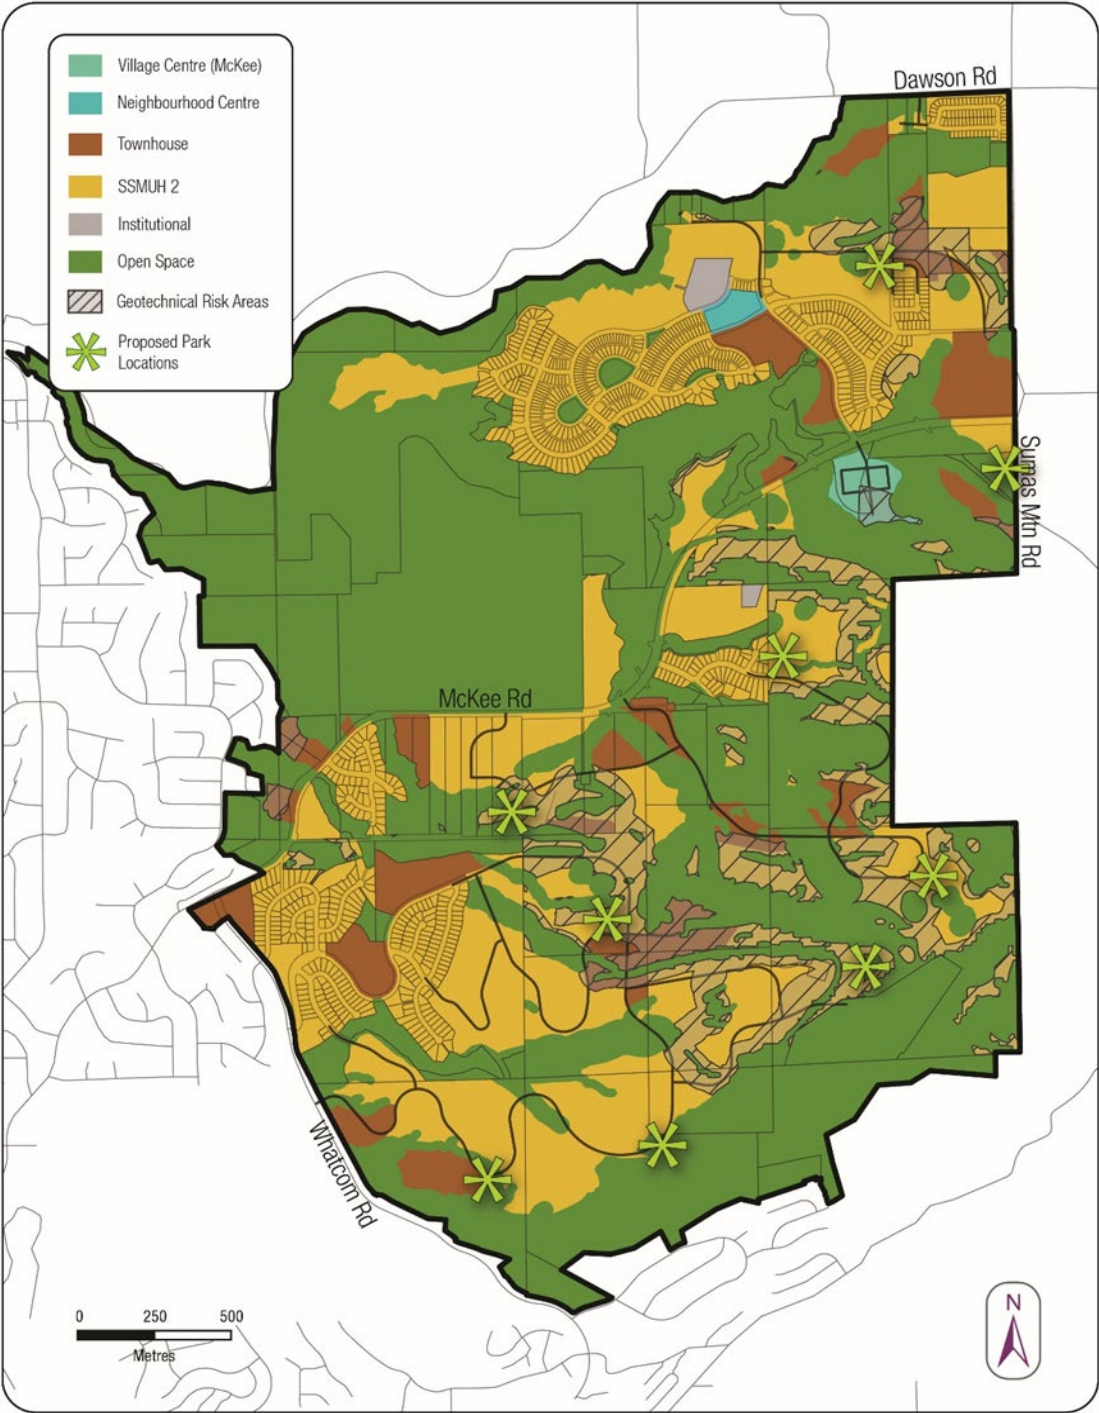 Village Centre (McKee)
Neighbourhood Centre
Townhouse
SSMUH 2
Institutional
Open Space
Geotechnical Risk Areas
Proposed Park
Locations
Dawson Rd
Sumas Mtn Rd
McKee Rd
Whatcom Rd
0 250 500
Metres
N